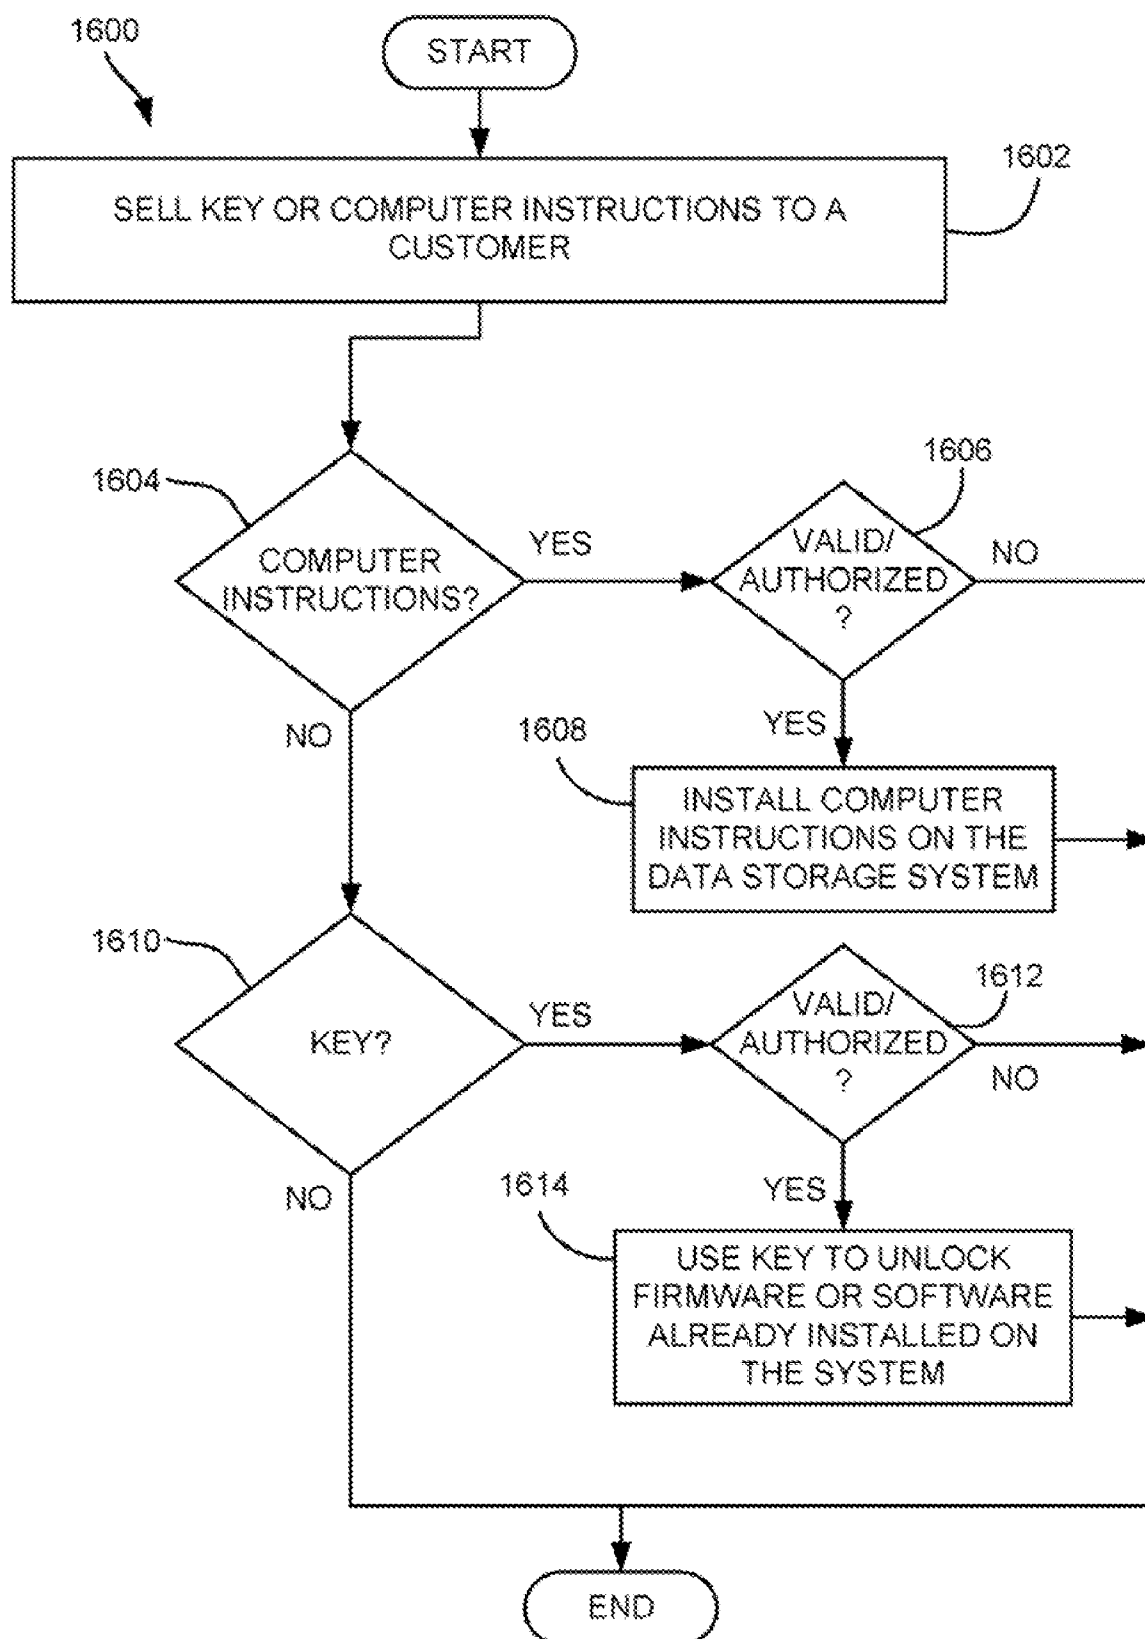 1600
START
1602
SELL KEY OR COMPUTER INSTRUCTIONS TO A
CUSTOMER
1604
COMPUTER
INSTRUCTIONS?
YES
1606
VALID/
AUTHORIZED
?
NO
YES
NO
1608
INSTALL COMPUTER
INSTRUCTIONS ON THE
DATA STORAGE SYSTEM
1610
KEY?
YES
1612
VALID/
AUTHORIZED
?
NO
YES
NO
1614
USE KEY TO UNLOCK
FIRMWARE OR SOFTWARE
ALREADY INSTALLED ON
THE SYSTEM
END